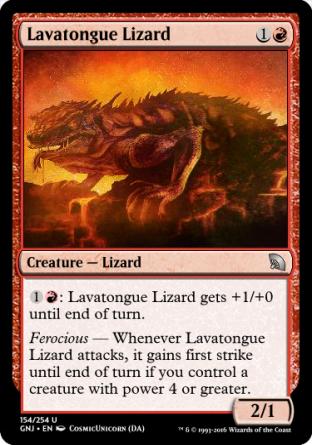 Lavatongue Lizard 1
Creature — Lizard
1 : Lavatongue Lizard gets +1/+0
until end of turn.
Ferocious — Whenever Lavatongue
Lizard attacks, it gains first strike
until end of turn if you control a
creature with power 4 or greater.
2/1
154/254 U
GNJ • EN CosmicUnicorn (DA)
™ & © 1993-2016 Wizards of the Coast